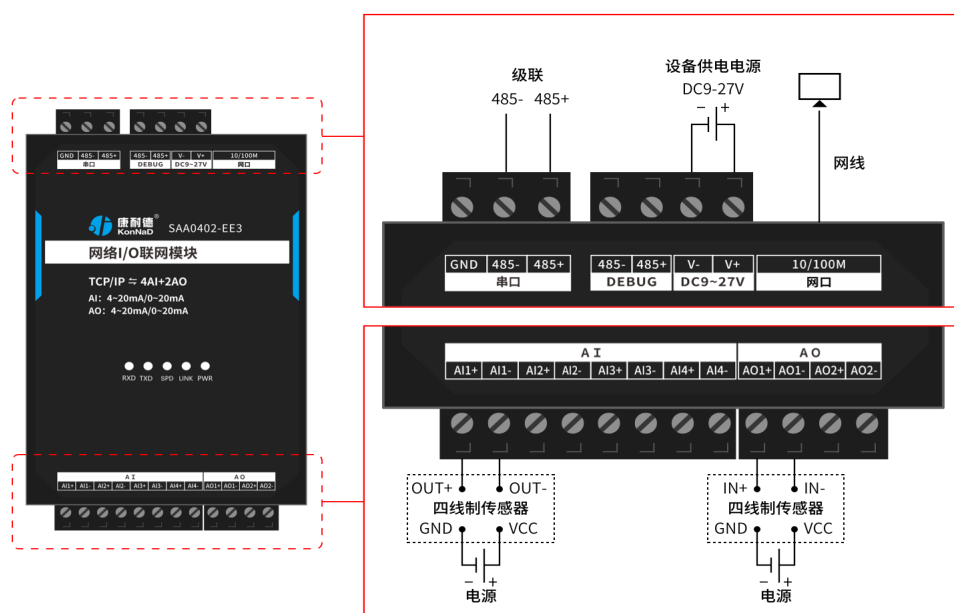 GND 485- 485+ 485- 485+ V- V+ 10/100M
串口 DEBUG DC9~27V 网口
康耐德®
KonNaD SAA0402-EE3
网络I/O联网模块
TCP/IP ⇋ 4AI+2AO
AI: 4~20mA/0~20mA
AO: 4~20mA/0~20mA
RXD TXD SPD LINK PWR
AI AO
AI1+ AI1- AI2+ AI2- AI3+ AI3- AI4+ AI4- AO1+ AO1- AO2+ AO2-
级联
485- 485+
设备供电电源
DC9-27V
− +
网线
GND 485- 485+ 485- 485+ V- V+ 10/100M
串口 DEBUG DC9~27V 网口
AI AO
AI1+ AI1- AI2+ AI2- AI3+ AI3- AI4+ AI4- AO1+ AO1- AO2+ AO2-
OUT+ OUT-
四线制传感器
GND VCC
− +
电源
IN+ IN-
四线制传感器
GND VCC
− +
电源